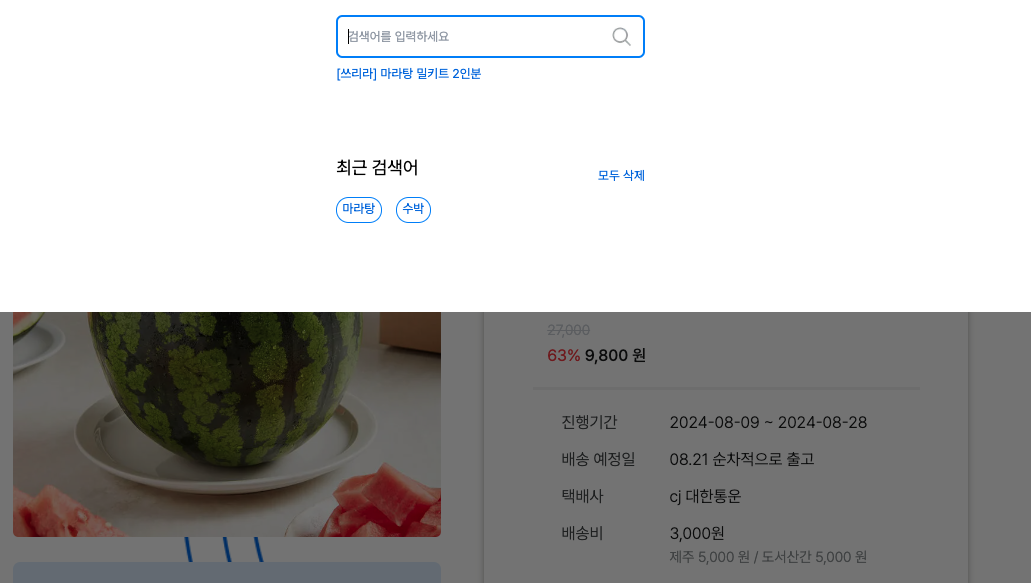 검색어를 입력하세요
[쓰리라] 마라탕 밀키트 2인분
최근 검색어
모두 삭제
마라탕 수박
27,000
63% 9,800 원
진행기간 2024-08-09 ~ 2024-08-28
배송 예정일 08.21 순차적으로 출고
택배사 cj 대한통운
배송비 3,000원
제주 5,000 원 / 도서산간 5,000 원